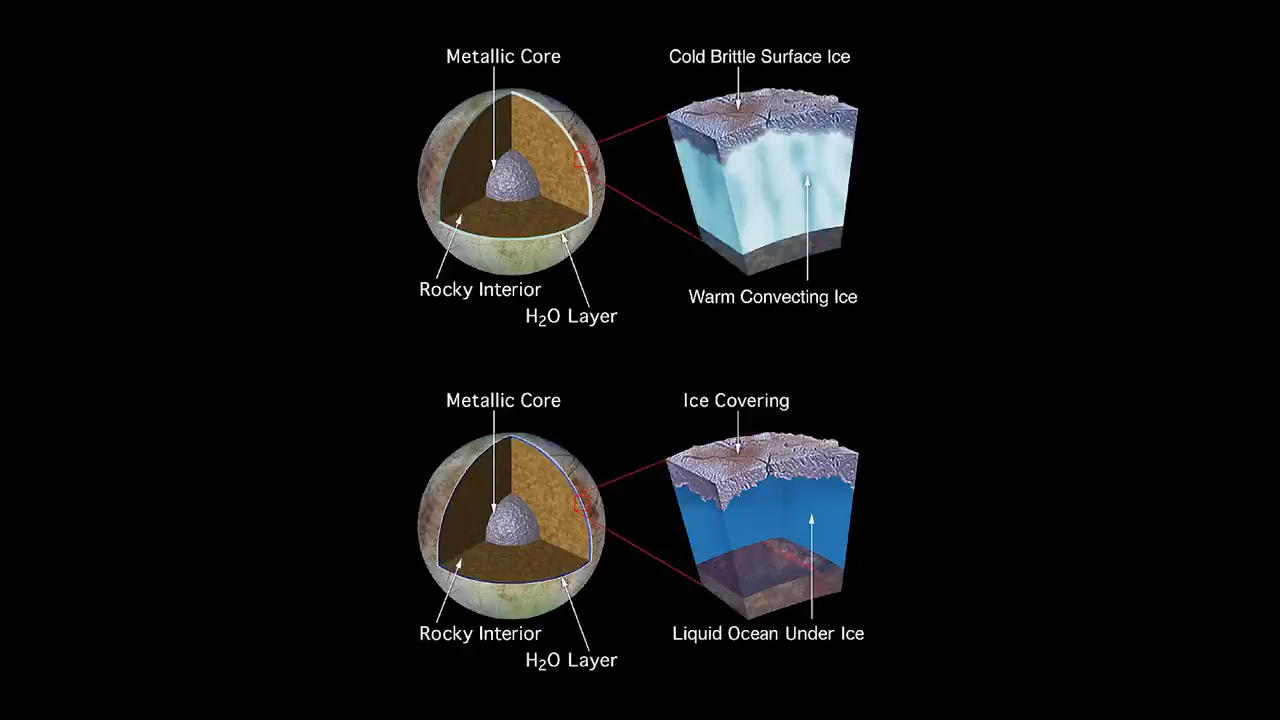 Metallic Core
Cold Brittle Surface Ice
Rocky Interior
Warm Convecting Ice
H₂O Layer
Metallic Core
Ice Covering
Rocky Interior
Liquid Ocean Under Ice
H₂O Layer